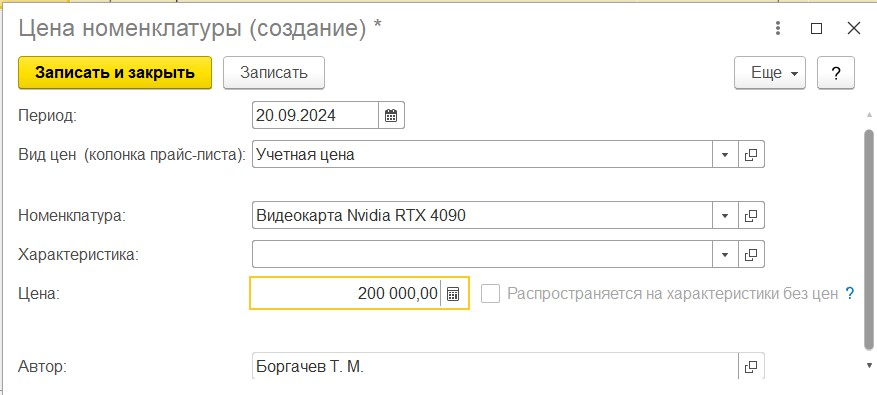 Цена номенклатуры (создание) *
Записать и закрыть Записать Еще ?
Период: 20.09.2024
Вид цен (колонка прайс-листа): Учетная цена
Номенклатура: Видеокарта Nvidia RTX 4090
Характеристика:
Цена: 200 000,00 Распространяется на характеристики без цен ?
Автор: Боргачев Т. М.